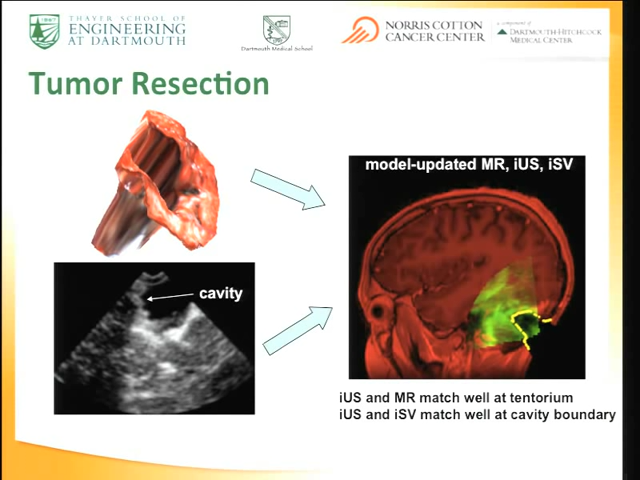 THAYER SCHOOL OF
ENGINEERING
AT DARTMOUTH
Dartmouth Medical School
NORRIS COTTON
CANCER CENTER
a component of
DARTMOUTH-HITCHCOCK
MEDICAL CENTER
Tumor Resection
model-updated MR, iUS, iSV
cavity
iUS and MR match well at tentorium
iUS and iSV match well at cavity boundary